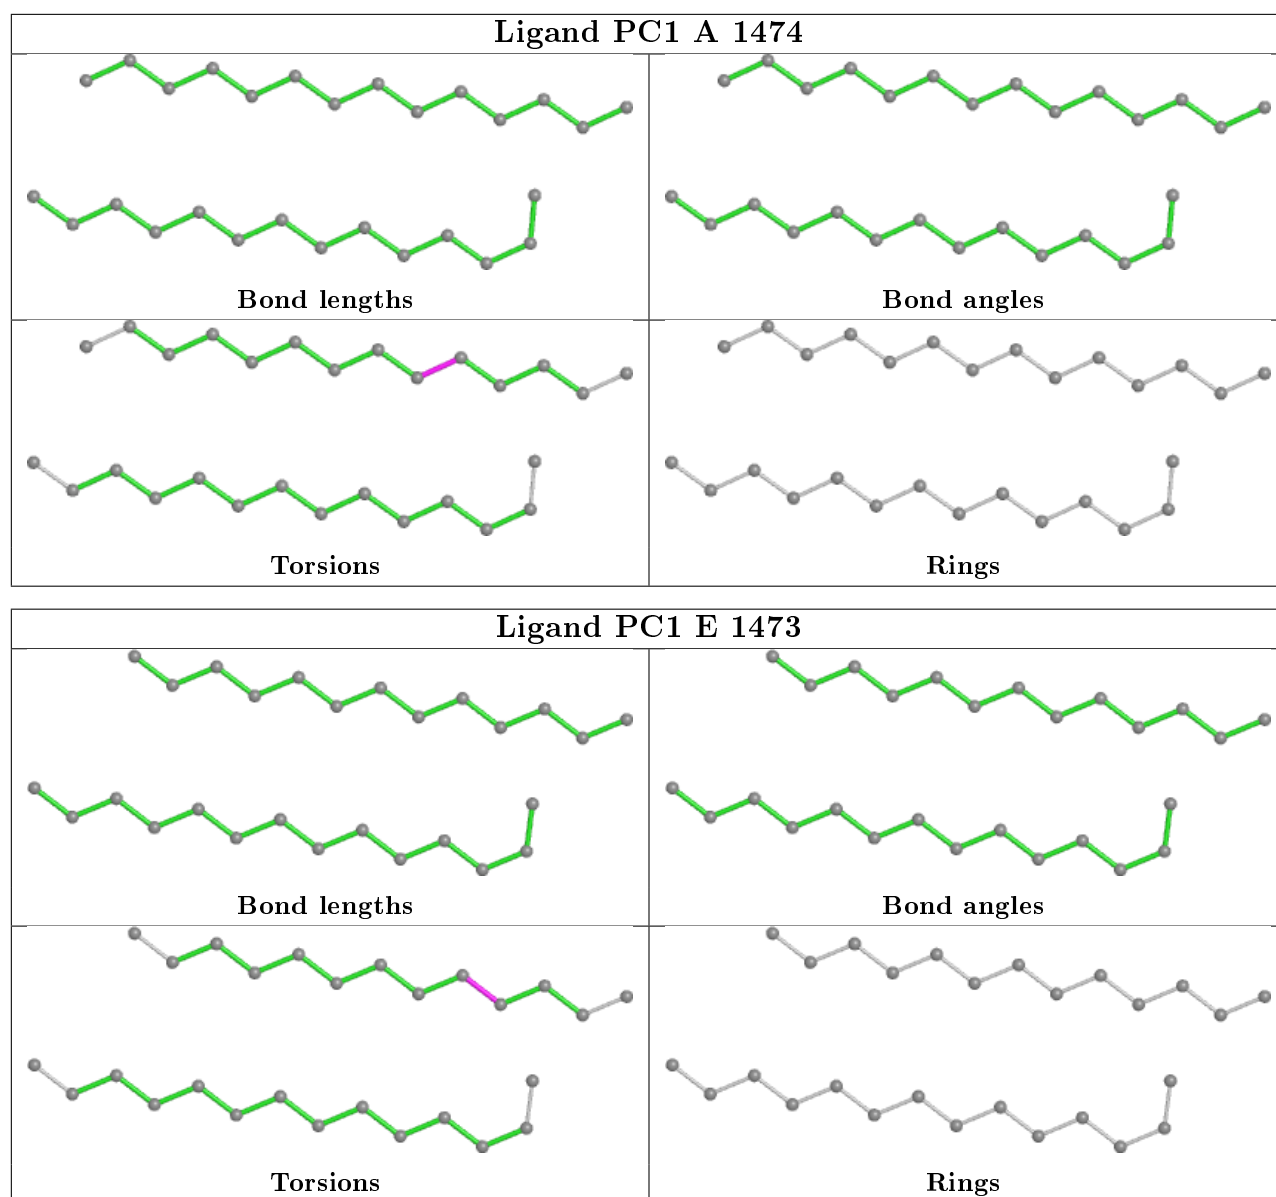 Ligand PC1 A 1474
Bond lengths
Bond angles
Torsions
Rings
Ligand PC1 E 1473
Bond lengths
Bond angles
Torsions
Rings